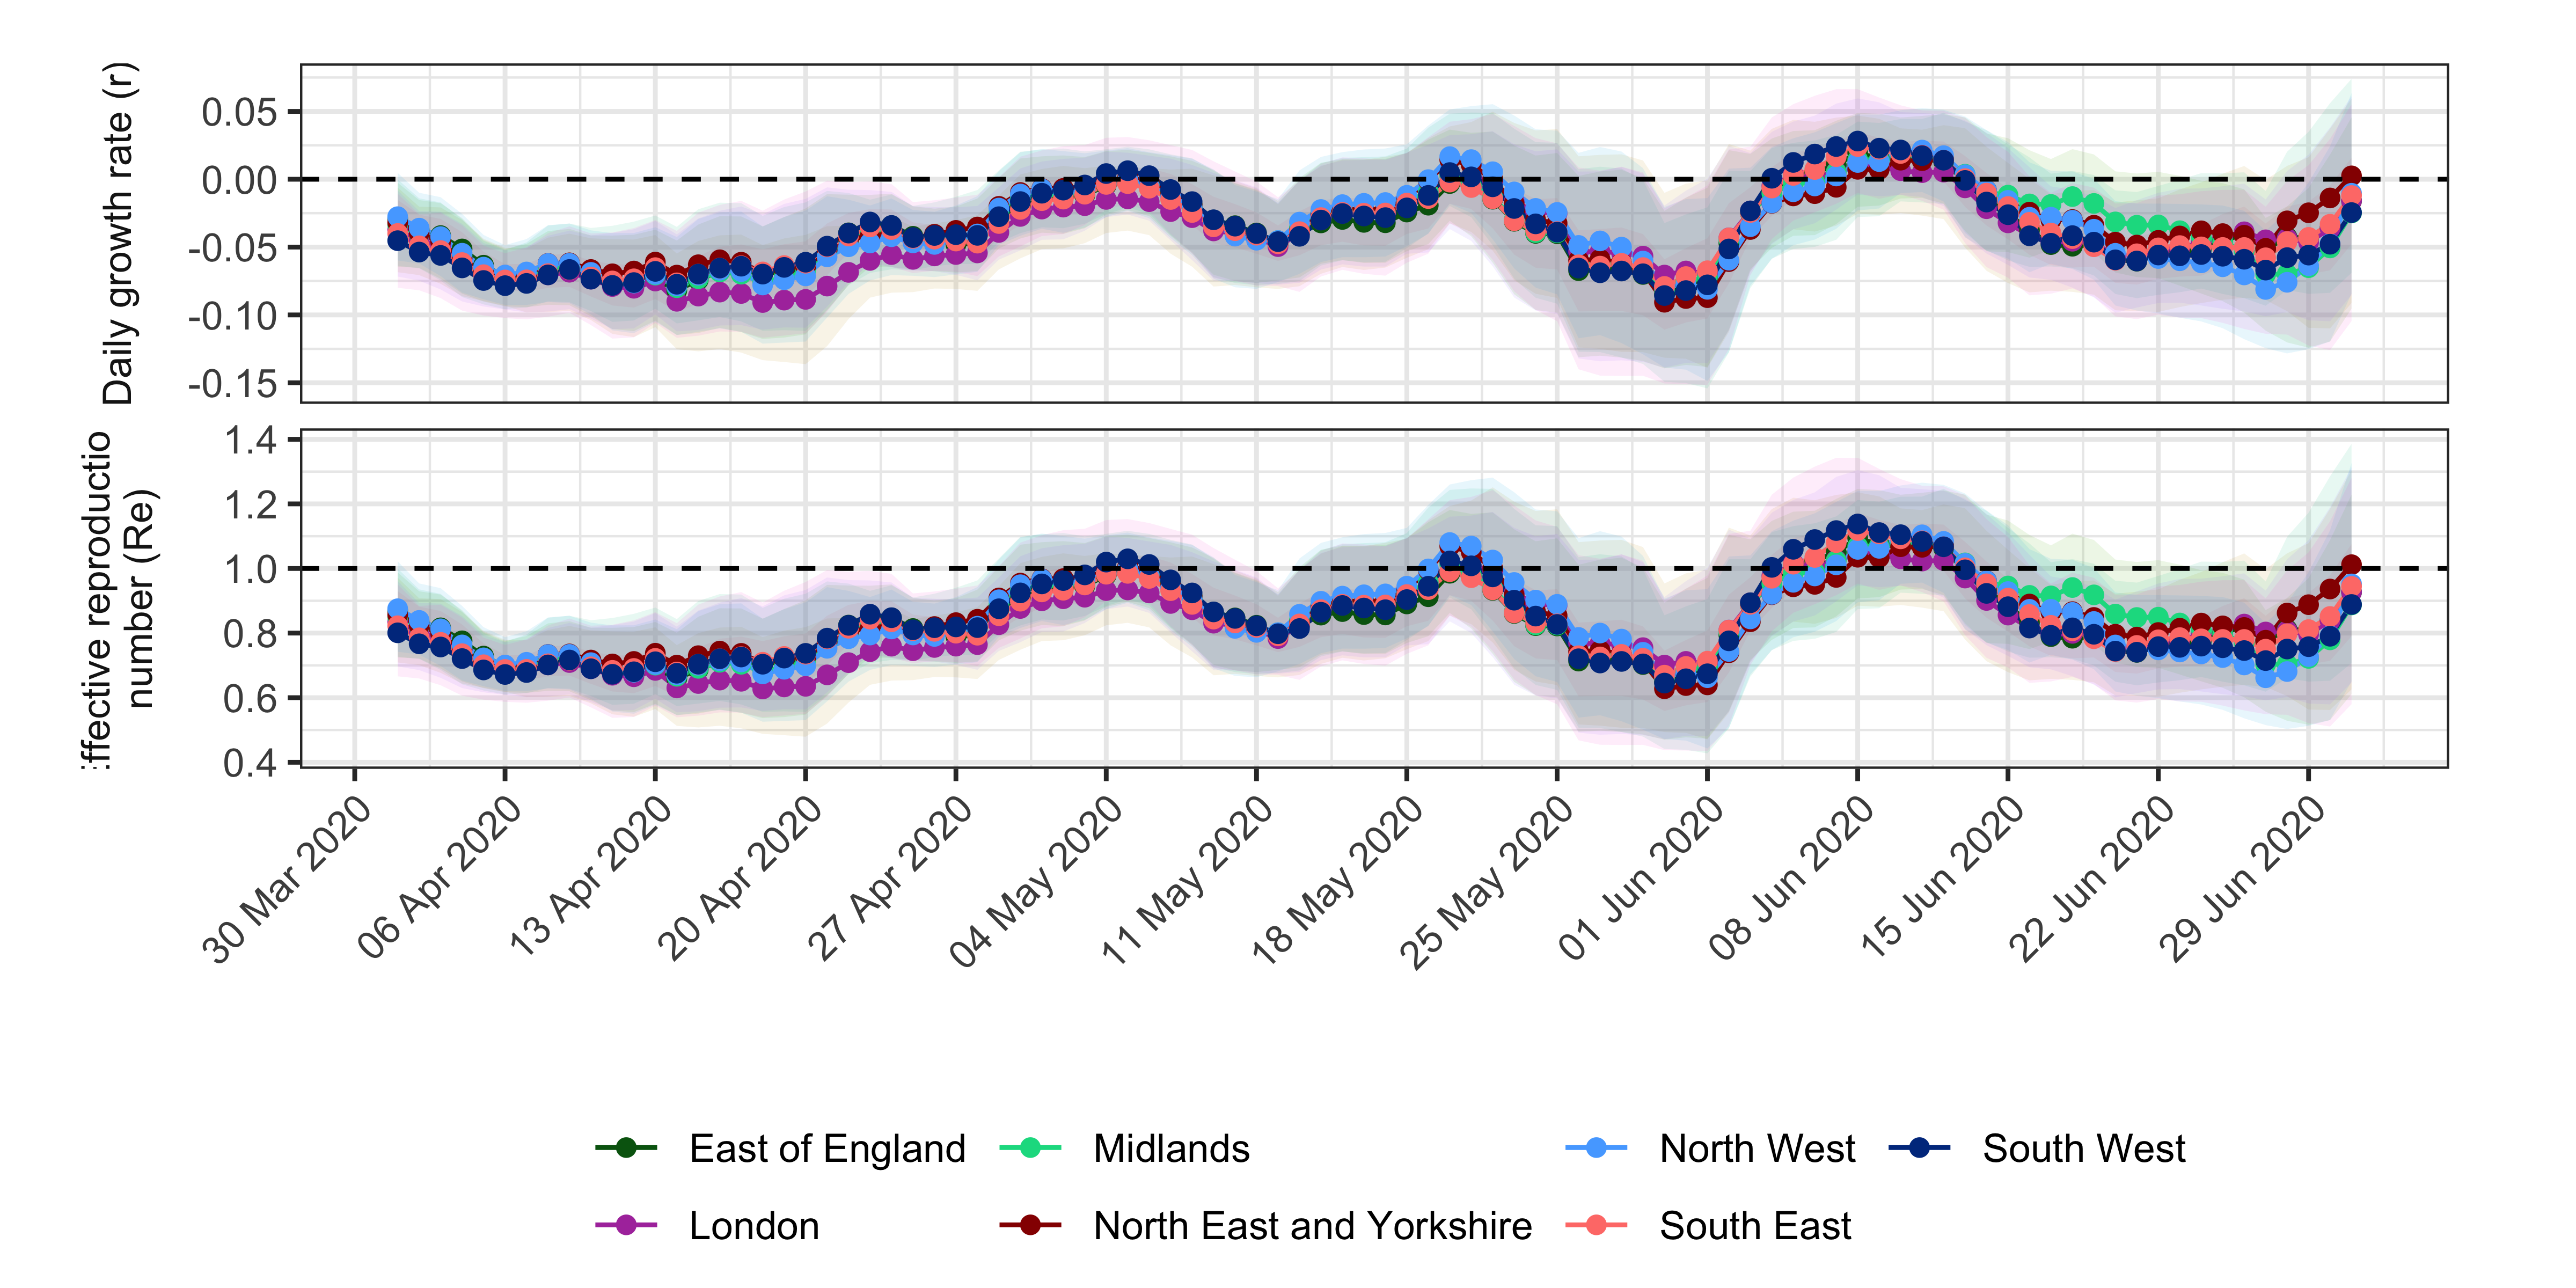 Daily growth rate (r)
0.05
0.00
-0.05
-0.10
-0.15
ffective reproductio
number (Re)
1.4
1.2
1.0
0.8
0.6
0.4
30 Mar 2020
06 Apr 2020
13 Apr 2020
20 Apr 2020
27 Apr 2020
04 May 2020
11 May 2020
18 May 2020
25 May 2020
01 Jun 2020
08 Jun 2020
15 Jun 2020
22 Jun 2020
29 Jun 2020
East of England Midlands North West South West
London North East and Yorkshire South East